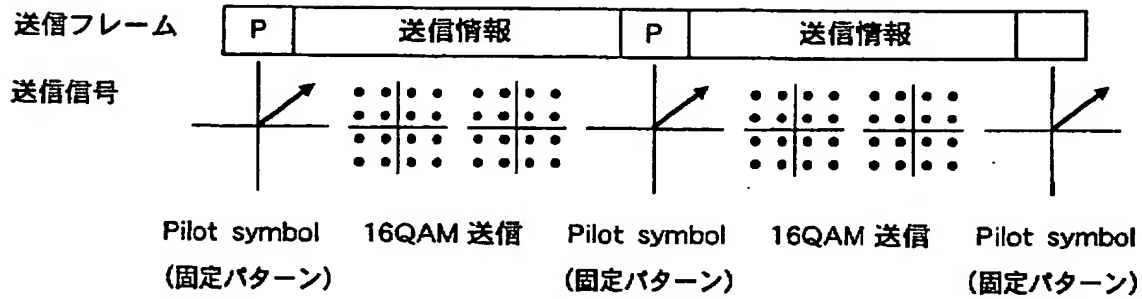 送信フレーム P 送信情報 P 送信情報
送信信号
Pilot symbol 16QAM 送信 Pilot symbol 16QAM 送信 Pilot symbol
(固定パターン) (固定パターン) (固定パターン)